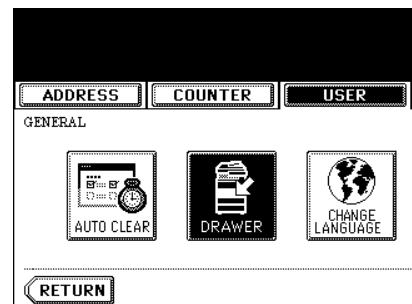 ADDRESS COUNTER USER
GENERAL
AUTO CLEAR DRAWER CHANGE LANGUAGE
RETURN